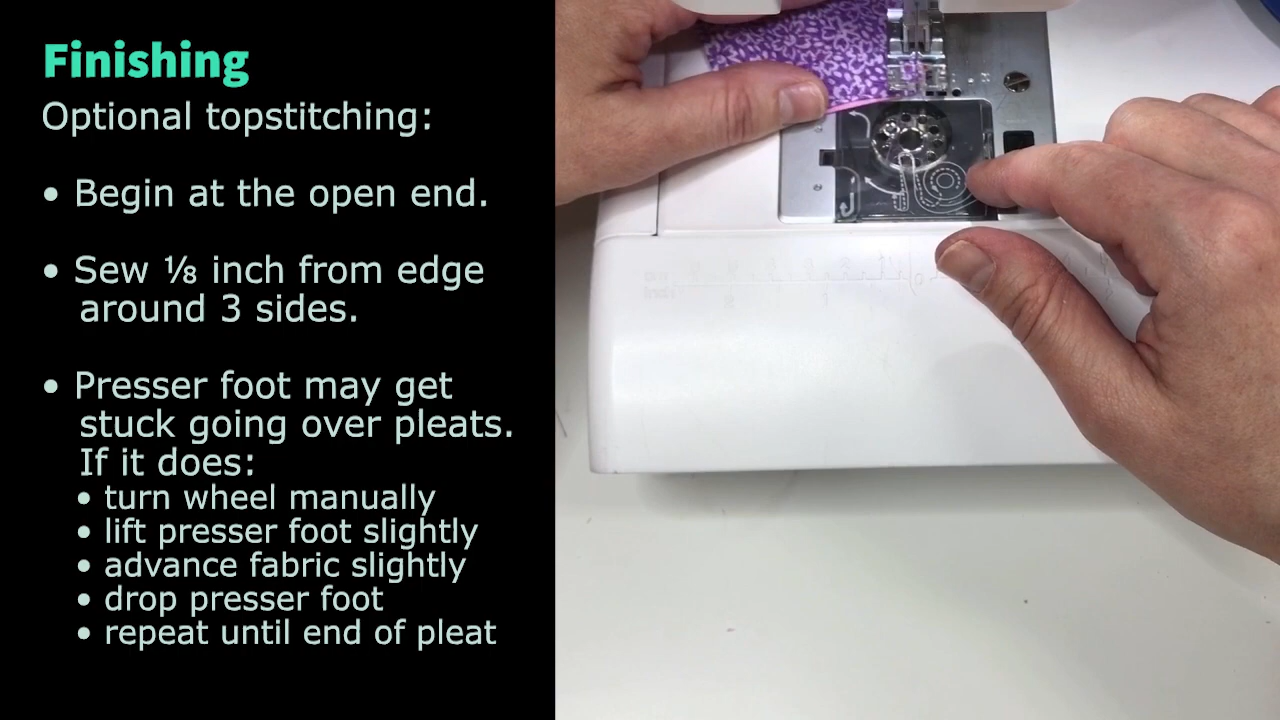 Finishing
Optional topstitching:
• Begin at the open end.
• Sew ⅛ inch from edge
around 3 sides.
• Presser foot may get
stuck going over pleats.
If it does:
• turn wheel manually
• lift presser foot slightly
• advance fabric slightly
• drop presser foot
• repeat until end of pleat